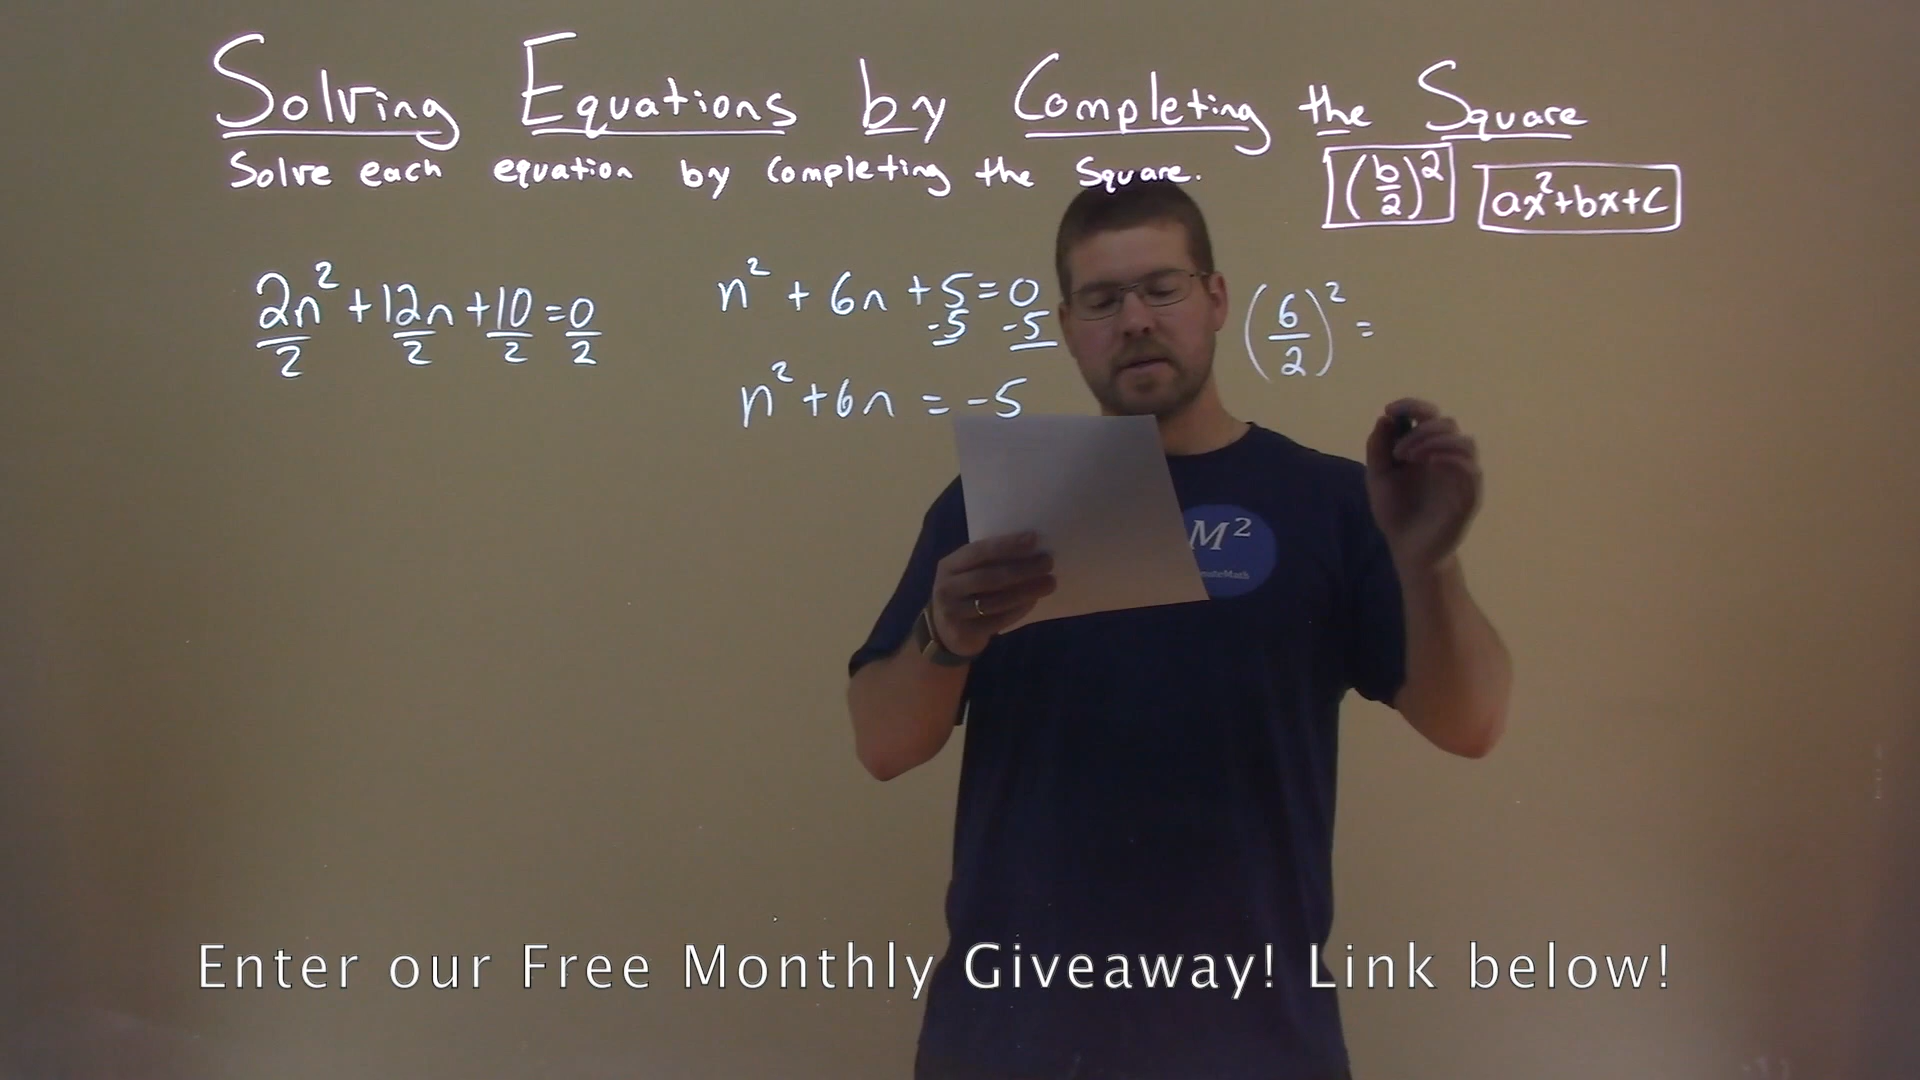 Solving Equations by Completing the Square
Solve each equation by completing the Square.
(b/2)²
ax²+bx+c
2n²/2 + 12n/2 + 10/2 = 0/2
n² + 6n + 5 = 0
-5 -5
n² + 6n = -5
(6/2)² =
M²
Enter our Free Monthly Giveaway! Link below!